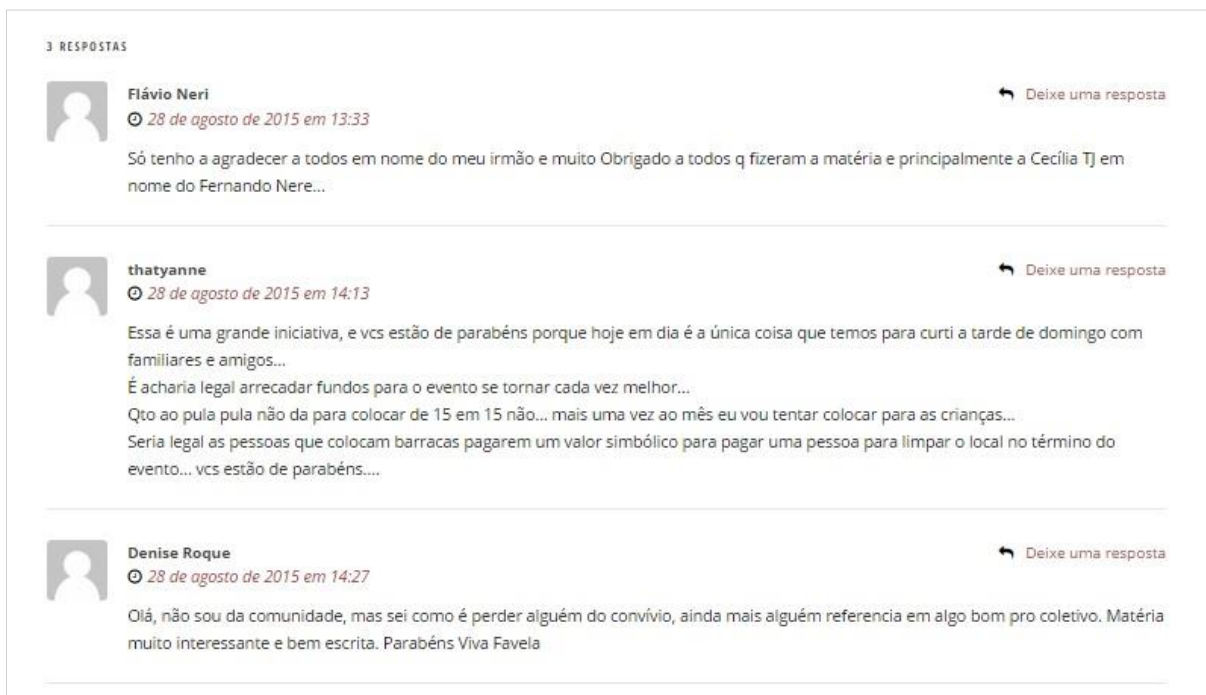 3 RESPOSTAS
Flávio Neri
Deixe uma resposta
28 de agosto de 2015 em 13:33
Só tenho a agradecer a todos em nome do meu irmão e muito Obrigado a todos q fizeram a matéria e principalmente a Cecília TJ em
nome do Fernando Nere...
thatyanne
Deixe uma resposta
28 de agosto de 2015 em 14:13
Essa é uma grande iniciativa, e vcs estão de parabéns porque hoje em dia é a única coisa que temos para curti a tarde de domingo com
familiares e amigos...
É acharia legal arrecadar fundos para o evento se tornar cada vez melhor...
Qto ao pula pula não da para colocar de 15 em 15 não... mais uma vez ao mês eu vou tentar colocar para as crianças...
Seria legal as pessoas que colocam barracas pagarem um valor simbólico para pagar uma pessoa para limpar o local no término do
evento... vcs estão de parabéns....
Denise Roque
Deixe uma resposta
28 de agosto de 2015 em 14:27
Olá, não sou da comunidade, mas sei como é perder alguém do convívio, ainda mais alguém referencia em algo bom pro coletivo. Matéria
muito interessante e bem escrita. Parabéns Viva Favela